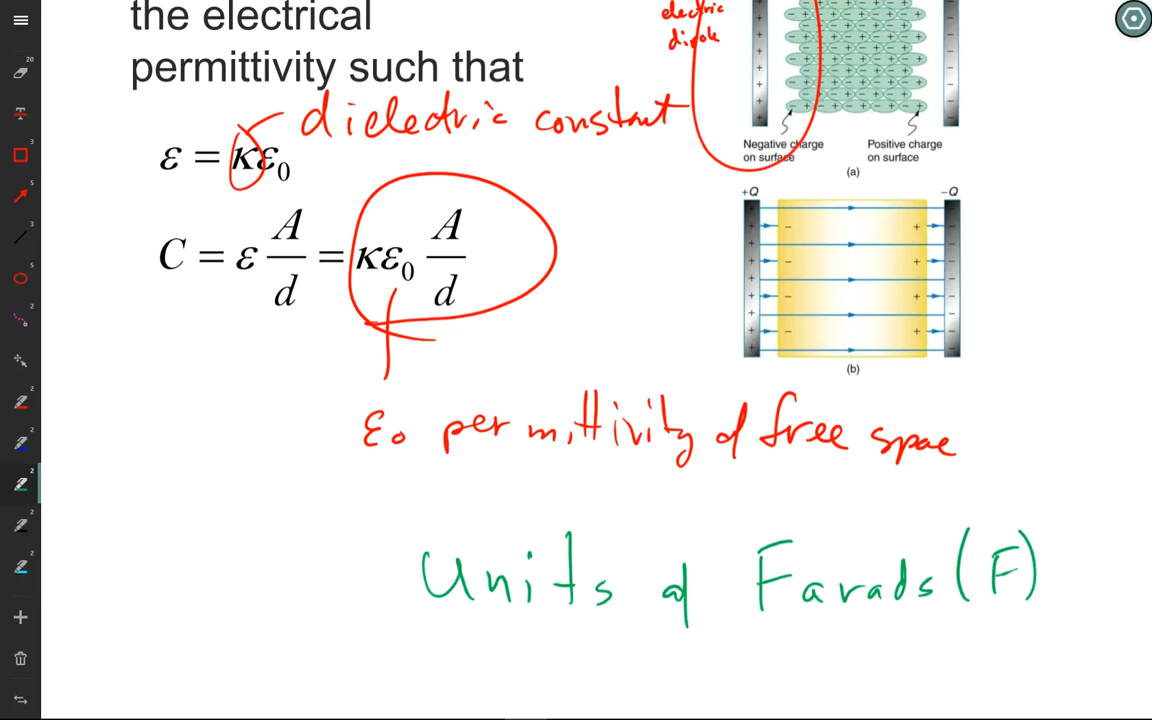 the electrical
permittivity such that
electric
dipole
dielectric constant
ε = κε₀
C = ε A/d = κε₀ A/d
Negative charge
on surface
Positive charge
on surface
(a)
+Q
−Q
(b)
ε₀ permittivity of free space
Units of Farads (F)